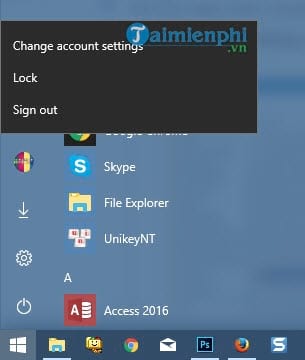 Change account settings
Taimienphi
.vn
Lock
Sign out
Google Chrome
Skype
File Explorer
UnikeyNT
A
Access 2016